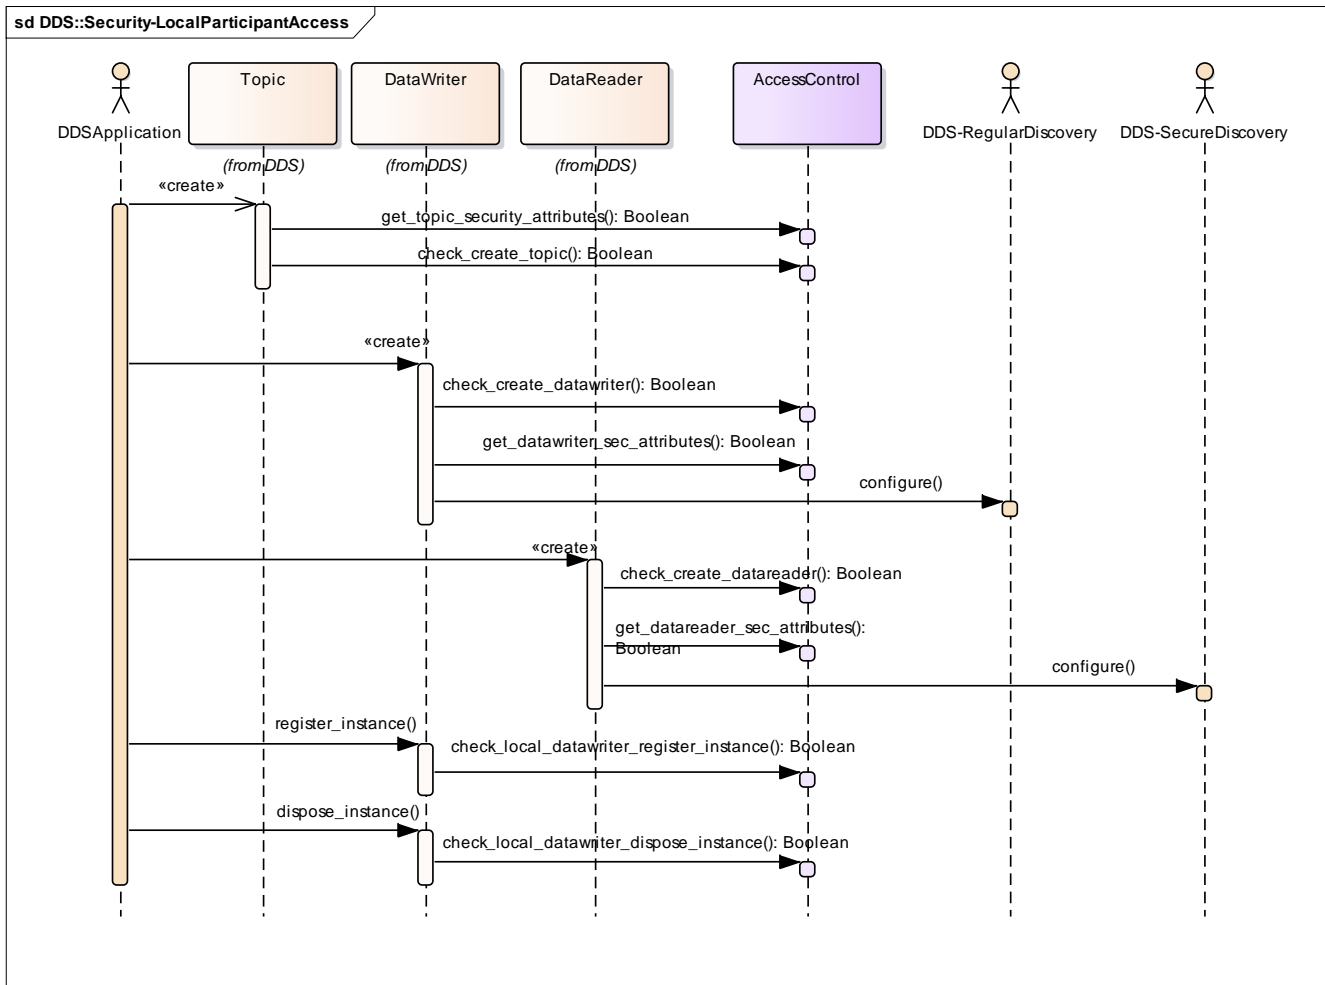 sd DDS::Security-LocalParticipantAccess
Topic
DataWriter
DataReader
AccessControl
DDSApplication
DDS-RegularDiscovery
DDS-SecureDiscovery
(from DDS)
(from DDS)
(from DDS)
«create»
get_topic_security_attributes(): Boolean
check_create_topic(): Boolean
«create»
check_create_datawriter(): Boolean
get_datawriter_sec_attributes(): Boolean
configure()
«create»
check_create_datareader(): Boolean
get_datareader_sec_attributes():
Boolean
configure()
register_instance()
check_local_datawriter_register_instance(): Boolean
dispose_instance()
check_local_datawriter_dispose_instance(): Boolean